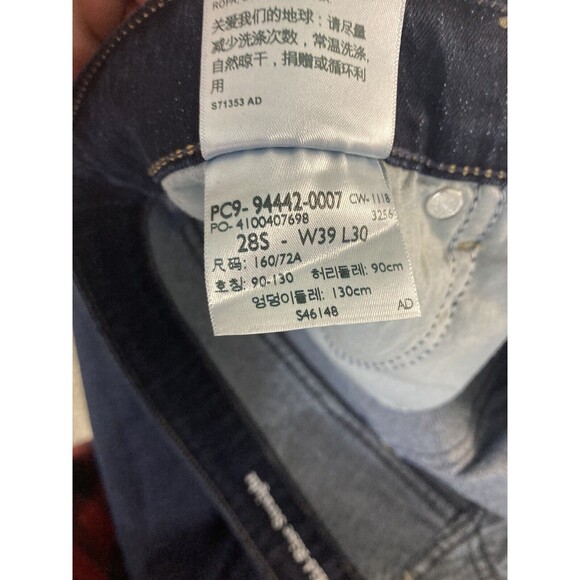 关爱我们的地球：请尽量
减少洗涤次数，常温洗涤，
自然晾干，捐赠或循环利
用
S71353 AD
PC9- 94442-0007 CW-1118
PO- 4100407698
28S - W39 L30
尺码: 160/72A
호칭: 90-130 허리둘레: 90cm
엉덩이둘레: 130cm
S46148
AD